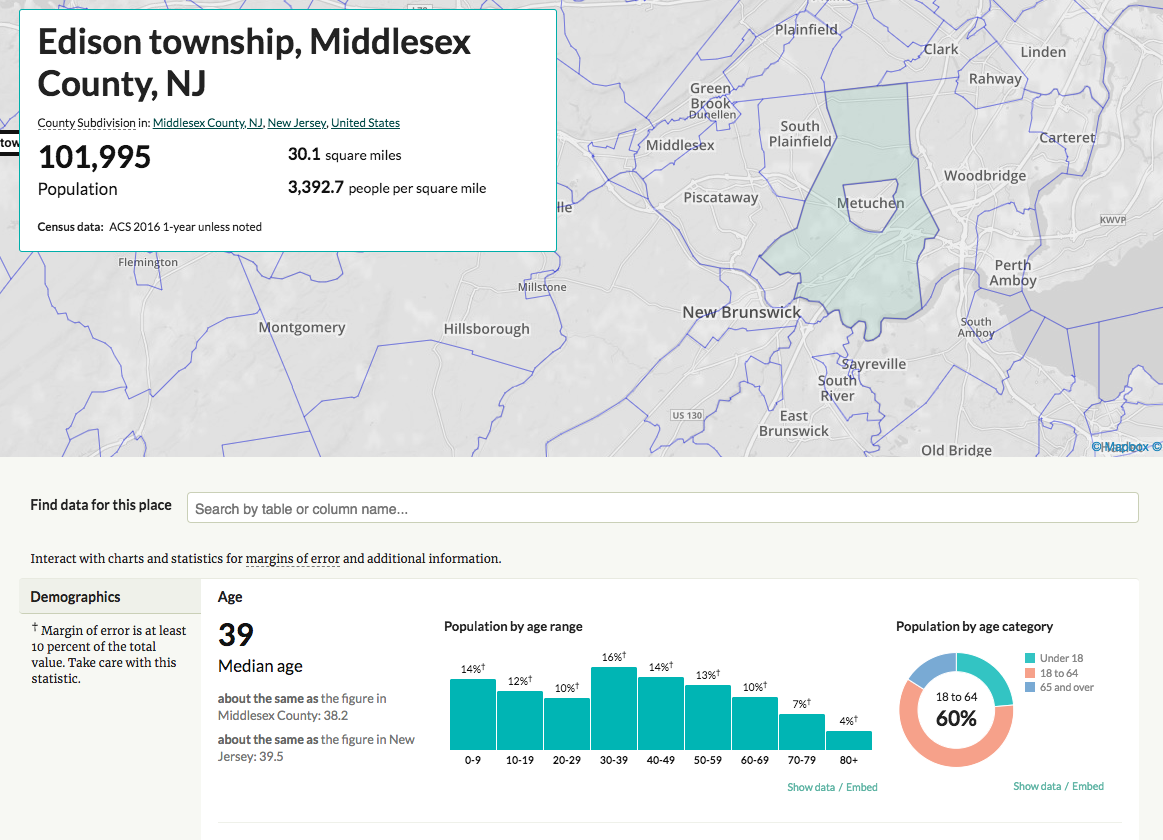 Edison township, Middlesex
County, NJ
County Subdivision in: Middlesex County, NJ, New Jersey, United States
101,995
Population
30.1 square miles
3,392.7 people per square mile
Census data: ACS 2016 1-year unless noted
tow
Plainfield
Clark
Linden
Rahway
Green
Brook
Dunellen
South
Plainfield
Middlesex
Carteret
Woodbridge
Piscataway
Metuchen
lle
KWVP
Flemington
Millstone
Perth
Amboy
Montgomery
Hillsborough
New Brunswick
South
Amboy
Sayreville
South
River
US 130
East
Brunswick
Old Bridge
© Mapbox ©
Find data for this place
Search by table or column name...
Interact with charts and statistics for margins of error and additional information.
Demographics
† Margin of error is at least
10 percent of the total
value. Take care with this
statistic.
Age
39
Median age
about the same as the figure in
Middlesex County: 38.2
about the same as the figure in New
Jersey: 39.5
Population by age range
14%†
12%†
10%†
16%†
14%†
13%†
10%†
7%†
4%†
0-9
10-19
20-29
30-39
40-49
50-59
60-69
70-79
80+
Show data / Embed
Population by age category
18 to 64
60%
Under 18
18 to 64
65 and over
Show data / Embed